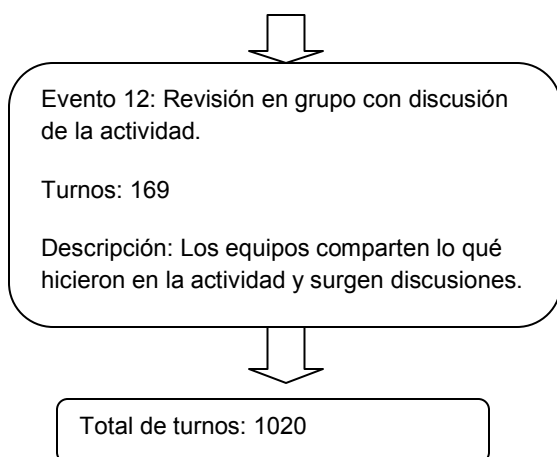 Evento 12: Revisión en grupo con discusión
de la actividad.
Turnos: 169
Descripción: Los equipos comparten lo qué
hicieron en la actividad y surgen discusiones.
Total de turnos: 1020